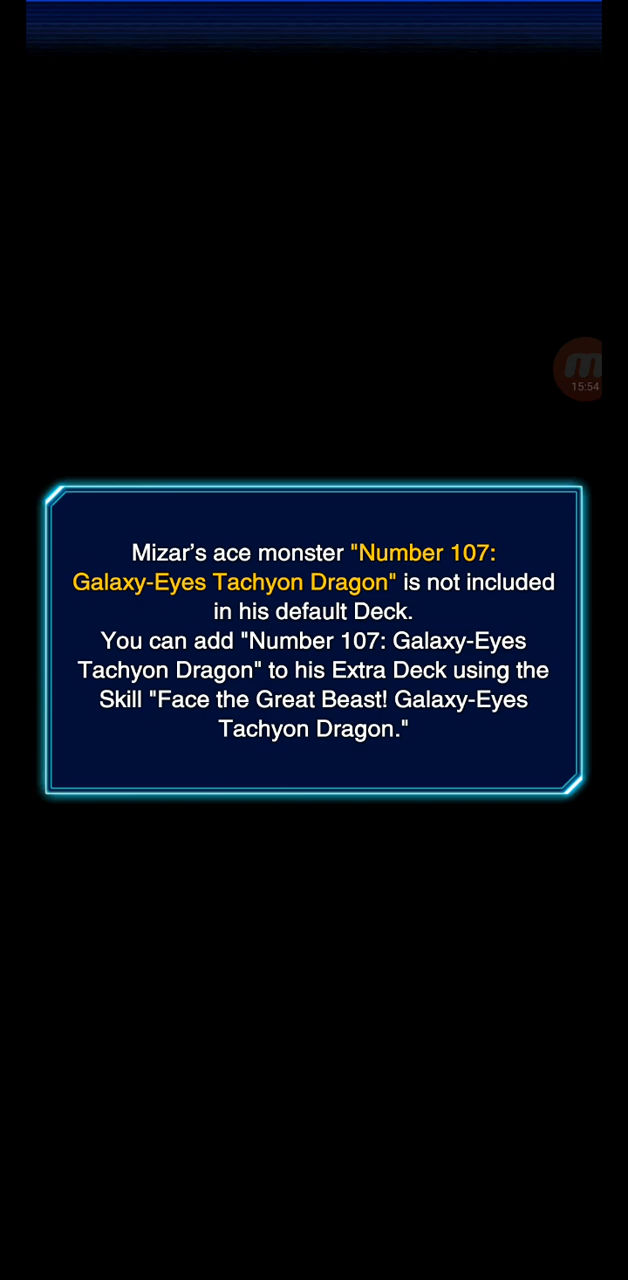 15:54
Mizar's ace monster "Number 107:
Galaxy-Eyes Tachyon Dragon" is not included
in his default Deck.
You can add "Number 107: Galaxy-Eyes
Tachyon Dragon" to his Extra Deck using the
Skill "Face the Great Beast! Galaxy-Eyes
Tachyon Dragon."